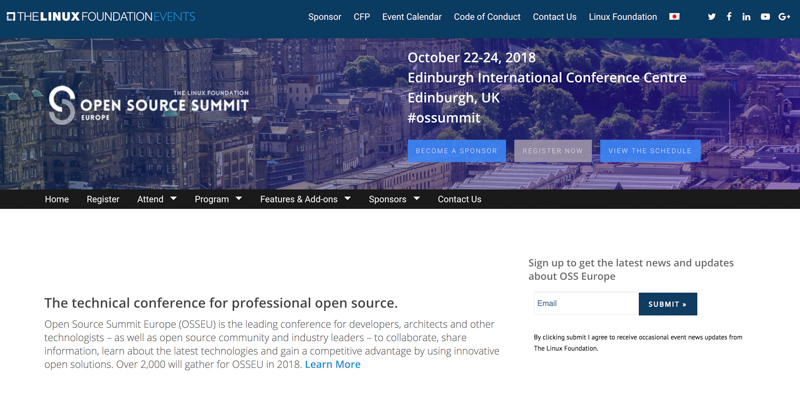 THE LINUX FOUNDATION EVENTS
Sponsor CFP Event Calendar Code of Conduct Contact Us Linux Foundation
October 22-24, 2018
Edinburgh International Conference Centre
Edinburgh, UK
#ossummit
THE LINUX FOUNDATION
OPEN SOURCE SUMMIT
EUROPE
BECOME A SPONSOR REGISTER NOW VIEW THE SCHEDULE
Home Register Attend Program Features & Add-ons Sponsors Contact Us
Sign up to get the latest news and updates
about OSS Europe
Email SUBMIT »
By clicking submit I agree to receive occasional event news updates from
The Linux Foundation.
The technical conference for professional open source.
Open Source Summit Europe (OSSEU) is the leading conference for developers, architects and other
technologists – as well as open source community and industry leaders – to collaborate, share
information, learn about the latest technologies and gain a competitive advantage by using innovative
open solutions. Over 2,000 will gather for OSSEU in 2018. Learn More